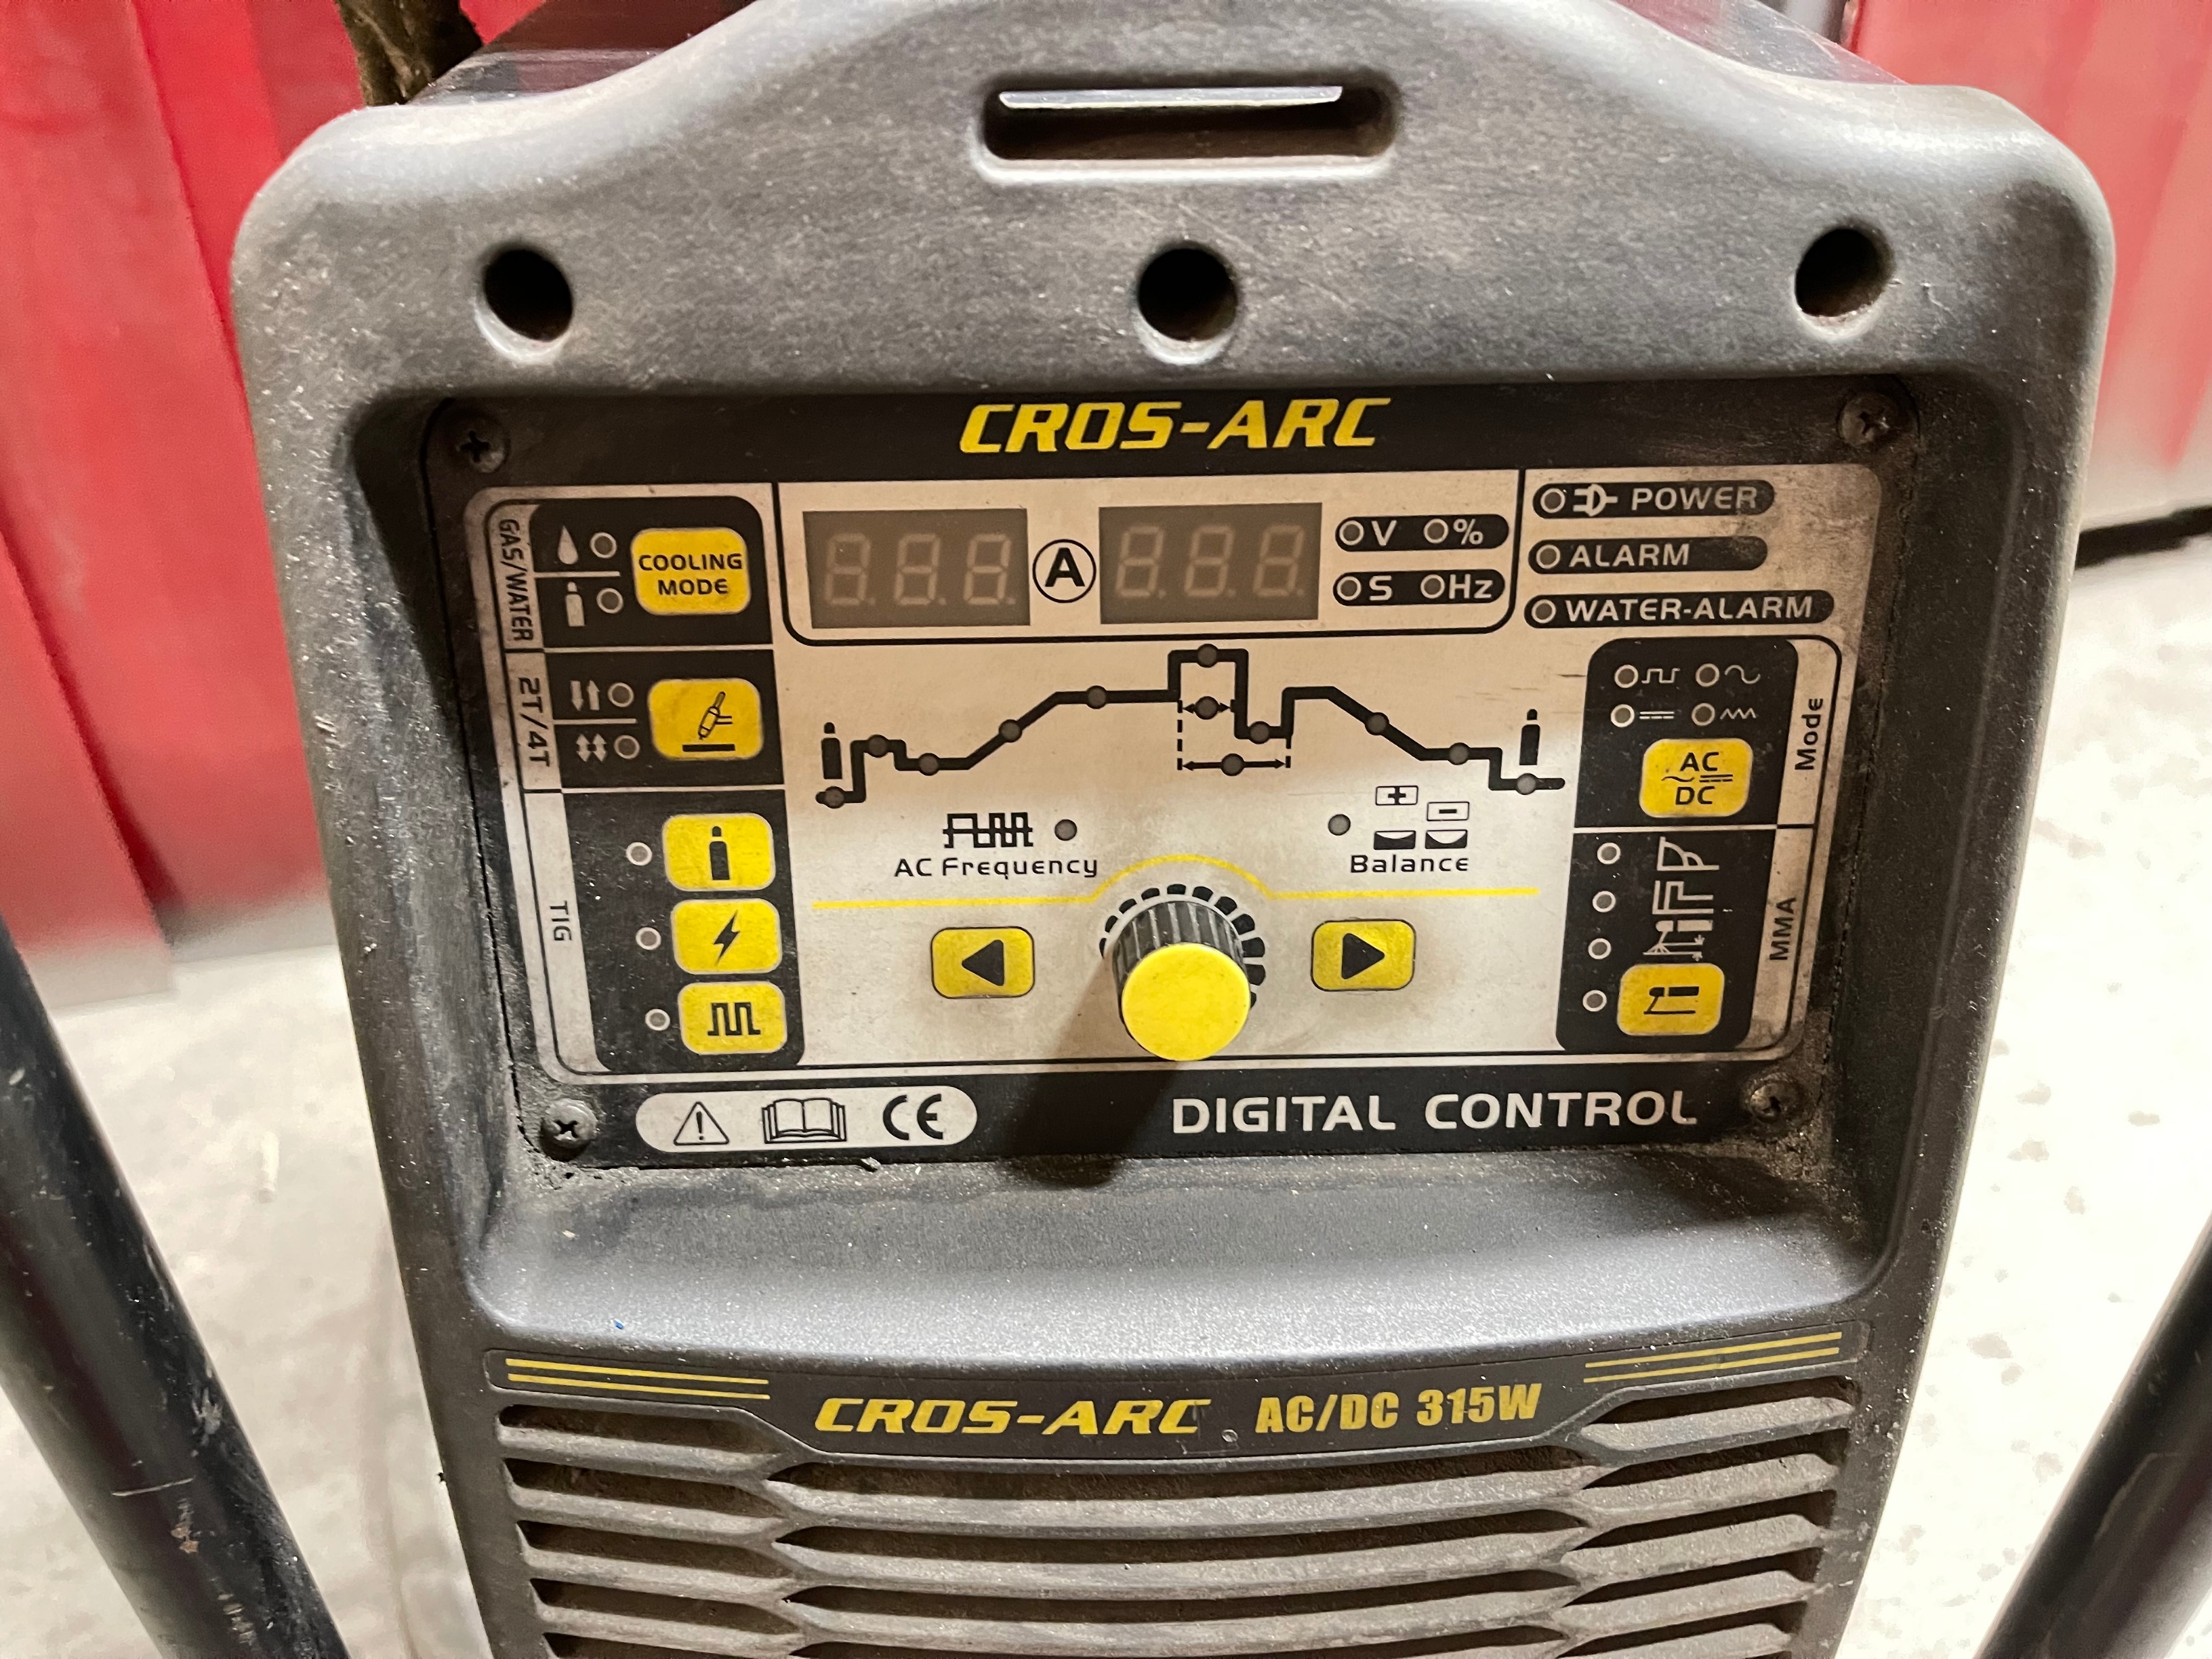 CROS-ARC
GAS/WATER
COOLING
MODE
A
V %
S Hz
POWER
ALARM
WATER-ALARM
2T/4T
Mode
AC
DC
AC Frequency
+
-
Balance
TIG
MMA
CE
DIGITAL CONTROL
CROS-ARC AC/DC 315W